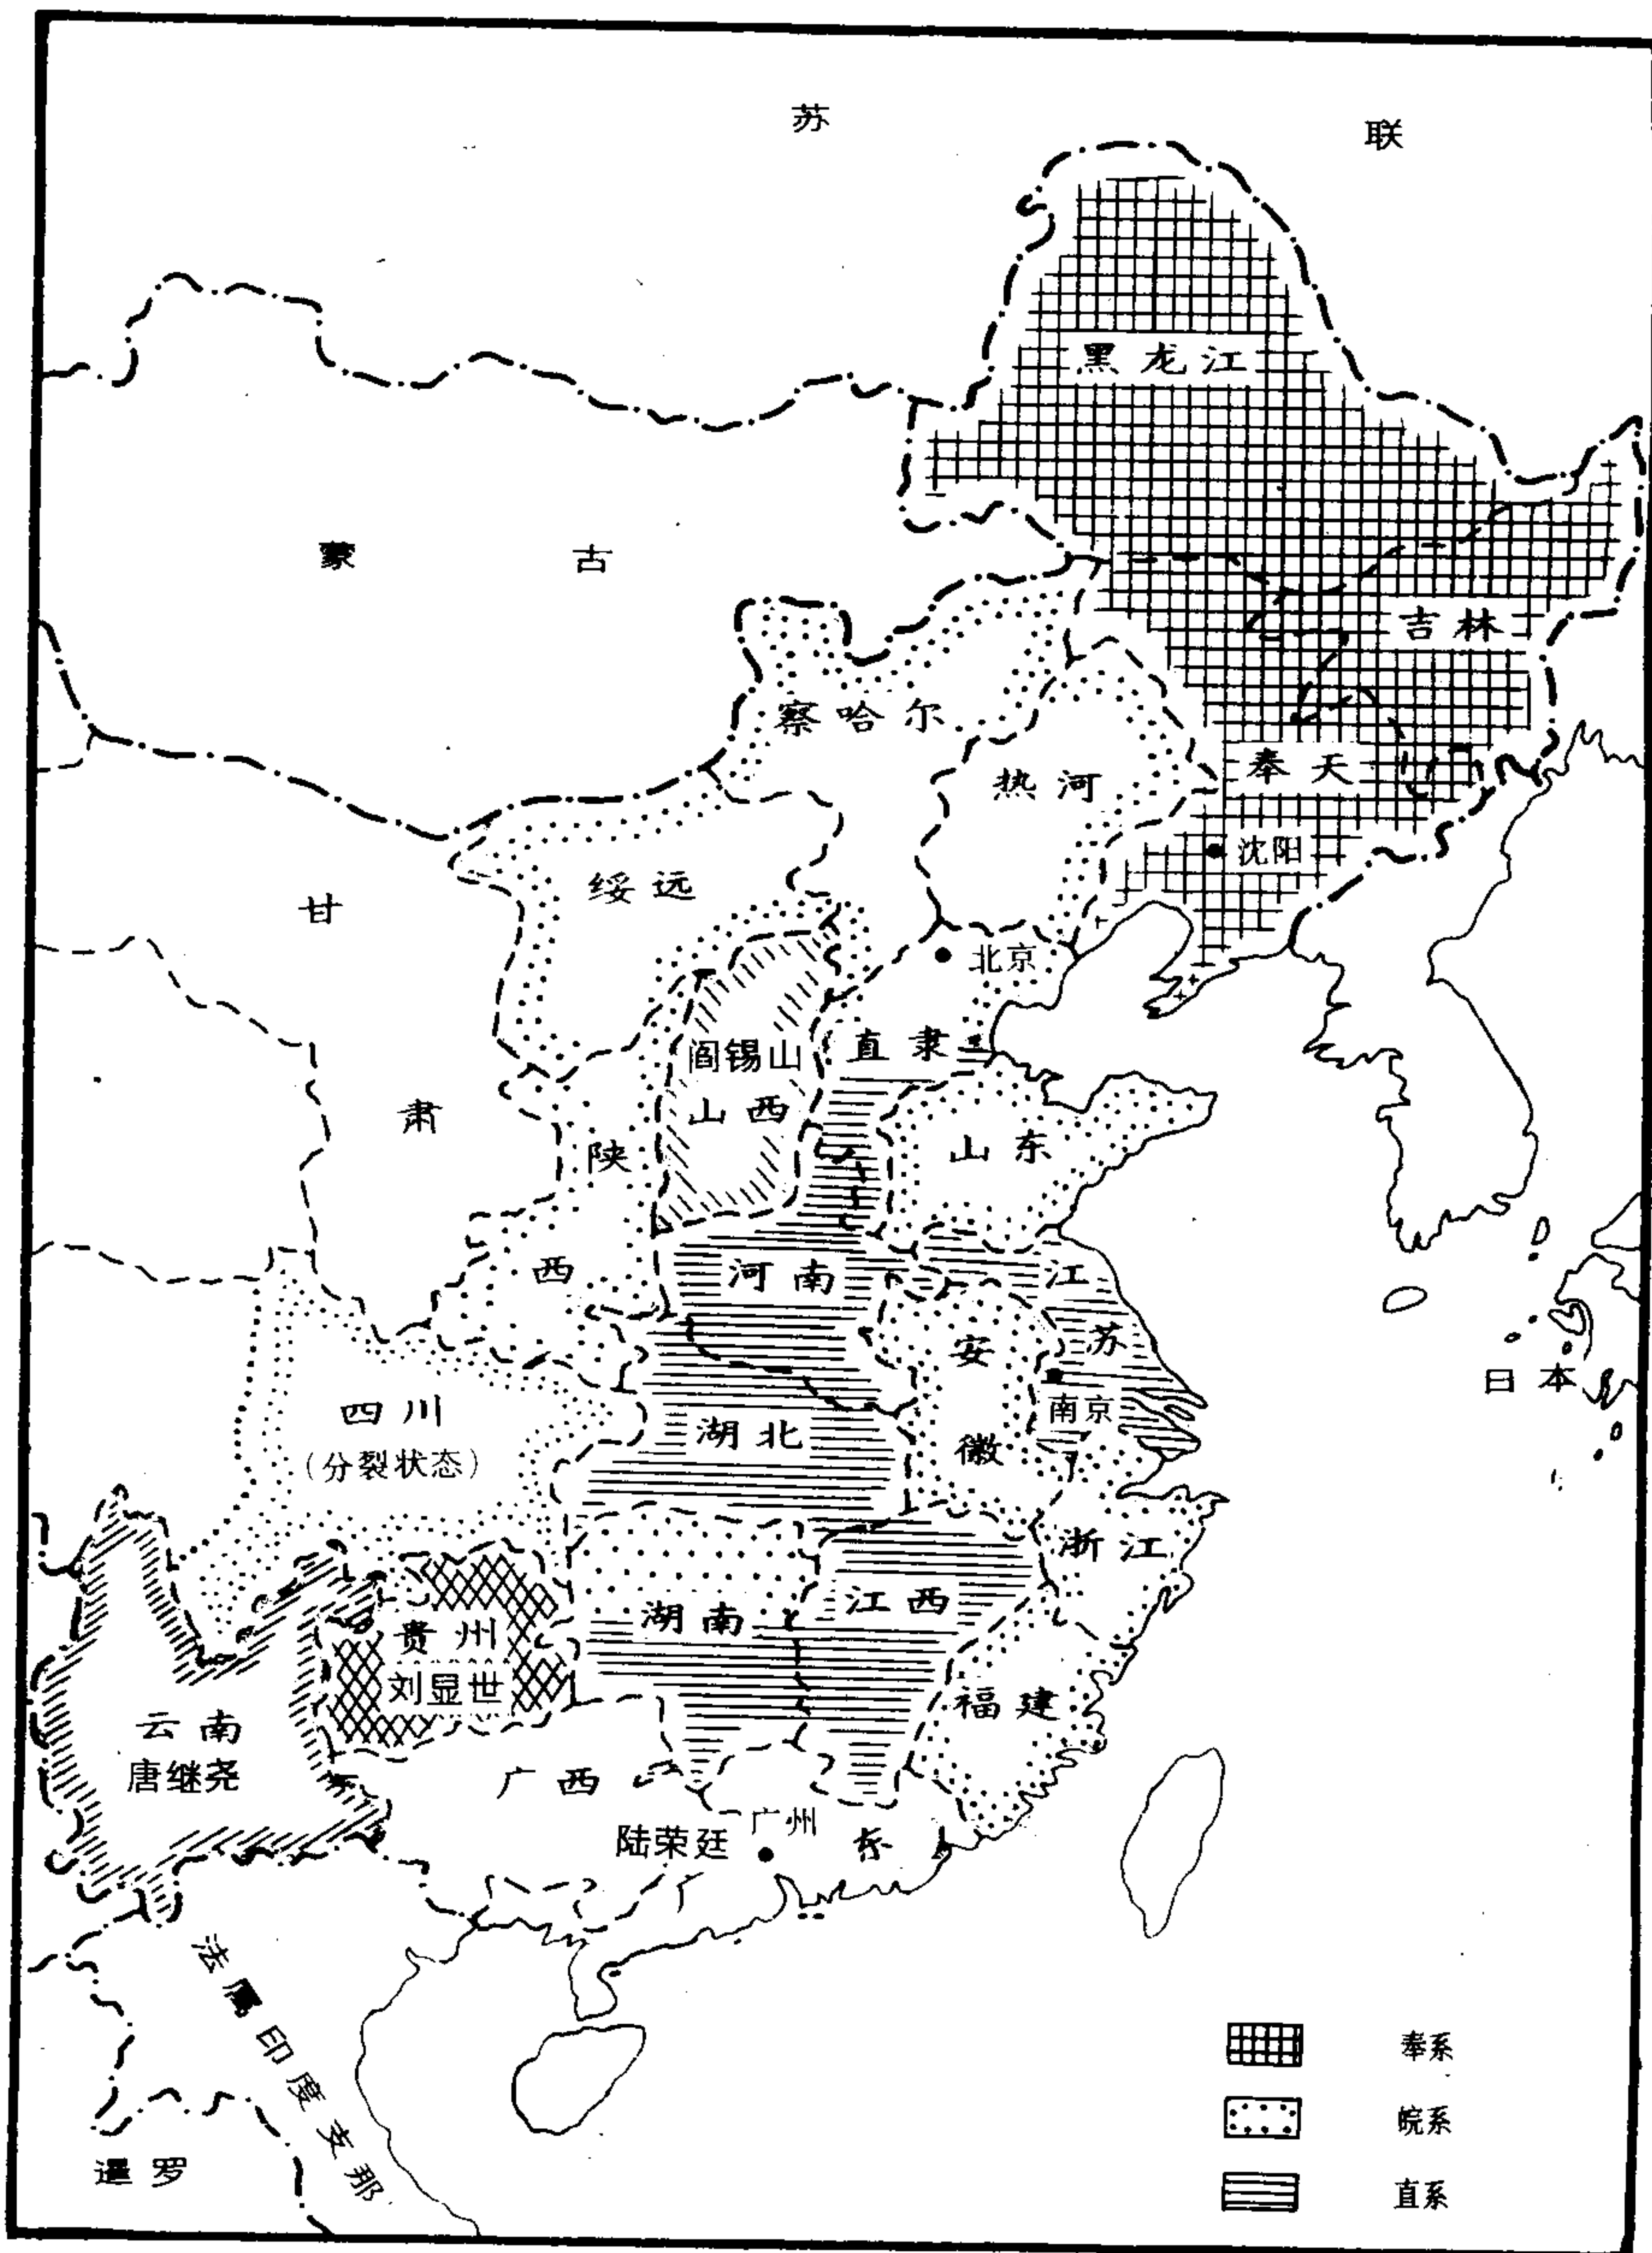 苏 联
黑龙江
蒙 古
吉林
察哈尔
奉天
热河
沈阳
绥远
甘
肃
北京
直隶
阎锡山
山西
山东
陕
西
河南
江
苏
安
徽
南京
日本
四川
(分裂状态)
湖北
浙江
江西
湖南
贵州
刘显世
福建
云南
唐继尧
广西
陆荣廷
广州
广 东
法属印度支那
暹罗
奉系
皖系
直系